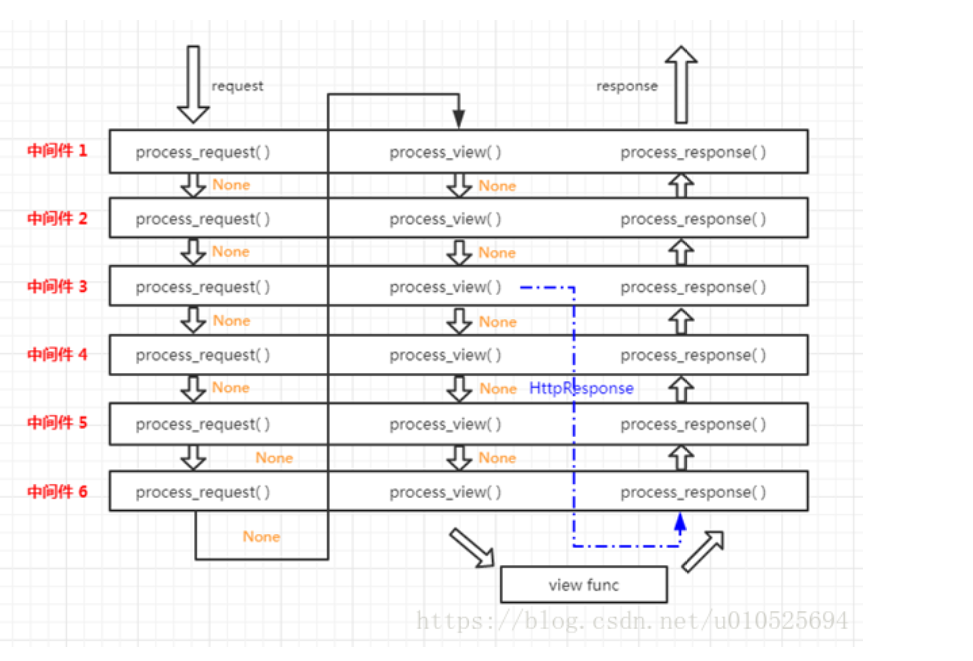 request
response
中间件 1 process_request( ) process_view( ) process_response( )
None None
中间件 2 process_request( ) process_view( ) process_response( )
None None
中间件 3 process_request( ) process_view( ) process_response( )
None None
中间件 4 process_request( ) process_view( ) process_response( )
None None HttpResponse
中间件 5 process_request( ) process_view( ) process_response( )
None None
中间件 6 process_request( ) process_view( ) process_response( )
None
view func
https://blog.csdn.net/u010525694